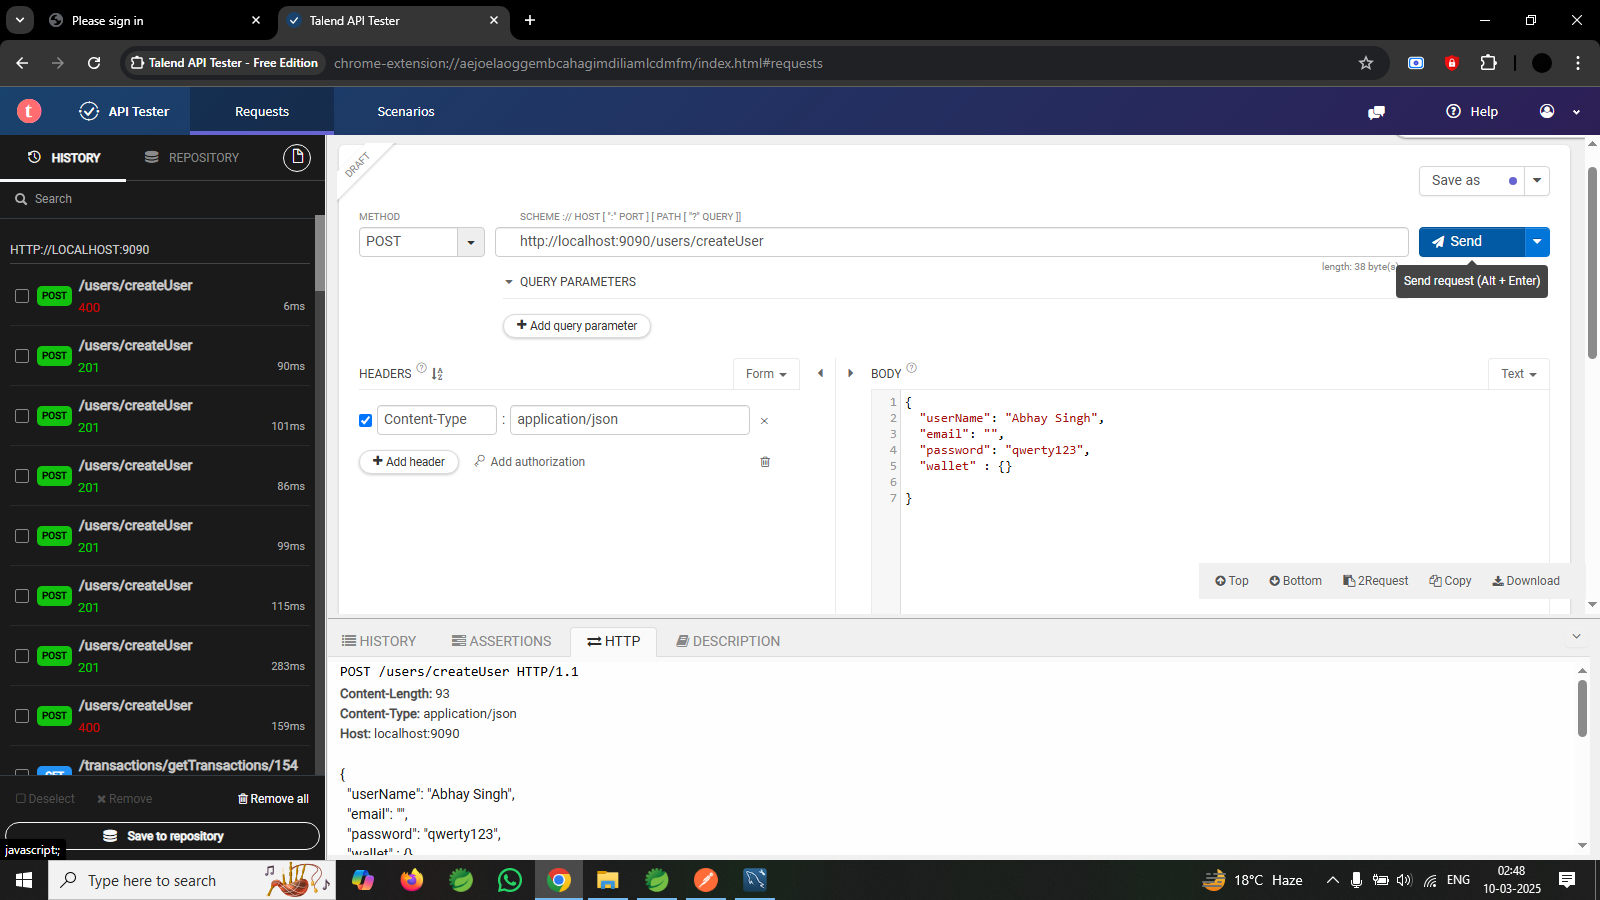 Please sign in
Talend API Tester
Talend API Tester - Free Edition
chrome-extension://aejoelaoggembcahagimdiliamlcdmfm/index.html#requests
t
API Tester
Requests
Scenarios
Help
HISTORY
REPOSITORY
Search
HTTP://LOCALHOST:9090
POST /users/createUser
400 6ms
POST /users/createUser
201 90ms
POST /users/createUser
201 101ms
POST /users/createUser
201 86ms
POST /users/createUser
201 99ms
POST /users/createUser
201 115ms
POST /users/createUser
201 283ms
POST /users/createUser
400 159ms
GET /transactions/getTransactions/154
Deselect Remove Remove all
Save to repository
javascript:;
DRAFT
Save as
METHOD
SCHEME :// HOST [ ":" PORT ] [ PATH [ "?" QUERY ]]
POST
http://localhost:9090/users/createUser
Send
length: 38 byte(s)
Send request (Alt + Enter)
QUERY PARAMETERS
+ Add query parameter
HEADERS ?
Form
Content-Type : application/json ×
+ Add header
Add authorization
BODY ?
Text
1 {
2 "userName": "Abhay Singh",
3 "email": "",
4 "password": "qwerty123",
5 "wallet" : {}
6
7 }
Top Bottom 2Request Copy Download
HISTORY ASSERTIONS HTTP DESCRIPTION
POST /users/createUser HTTP/1.1
Content-Length: 93
Content-Type: application/json
Host: localhost:9090
{
"userName": "Abhay Singh",
"email": "",
"password": "qwerty123",
"wallet" : {}
Type here to search
18°C Haze
ENG
02:48
10-03-2025